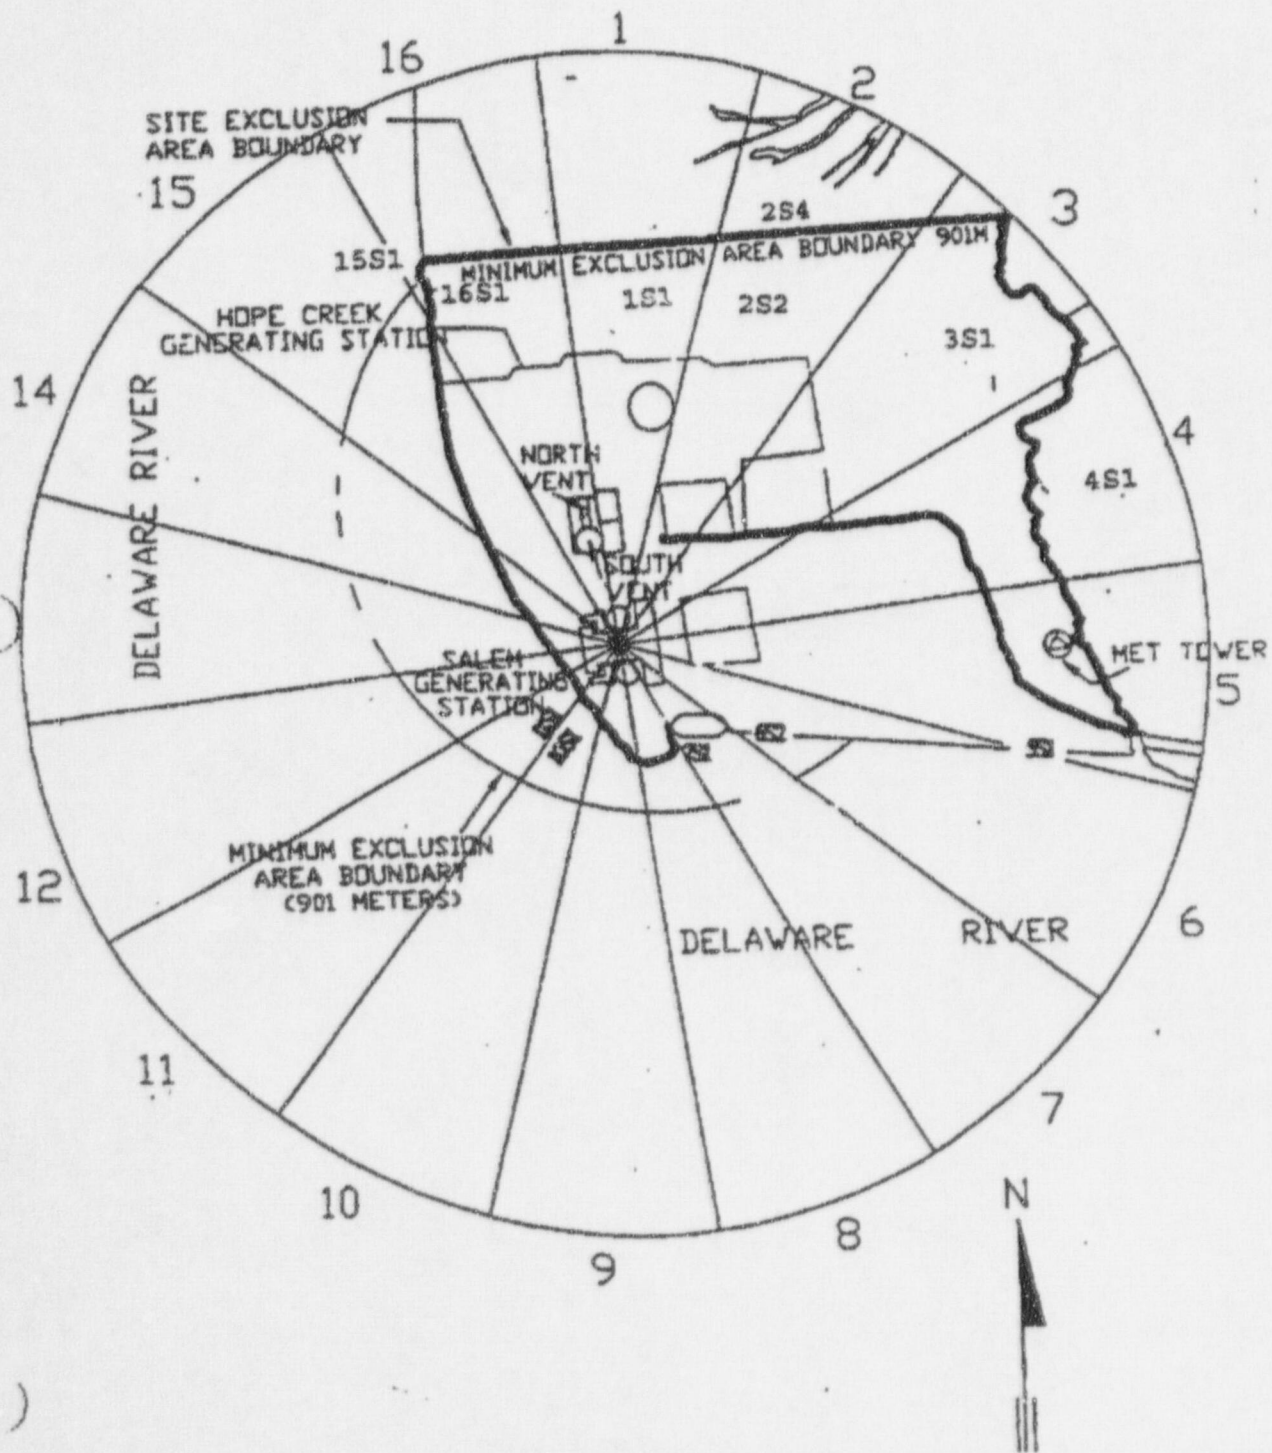 1
16
2
SITE EXCLUSION
AREA BOUNDARY
15
3
2S4
MINIMUM EXCLUSION AREA BOUNDARY 901M
15S1
16S1
1S1
2S2
HOPE CREEK
GENERATING STATION
3S1
14
4
DELAWARE RIVER
NORTH
VENT
4S1
SOUTH
VENT
MET TOWER
SALEM
GENERATING
STATION
5
MINIMUM EXCLUSION
AREA BOUNDARY
(901 METERS)
12
6
DELAWARE RIVER
11
7
10
N
8
9